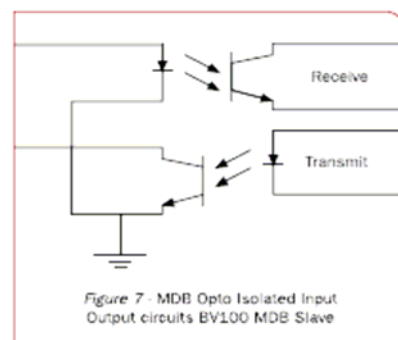 Receive
Transmit
Figure 7 - MDB Opto Isolated Input
Output circuits BV100 MDB Slave